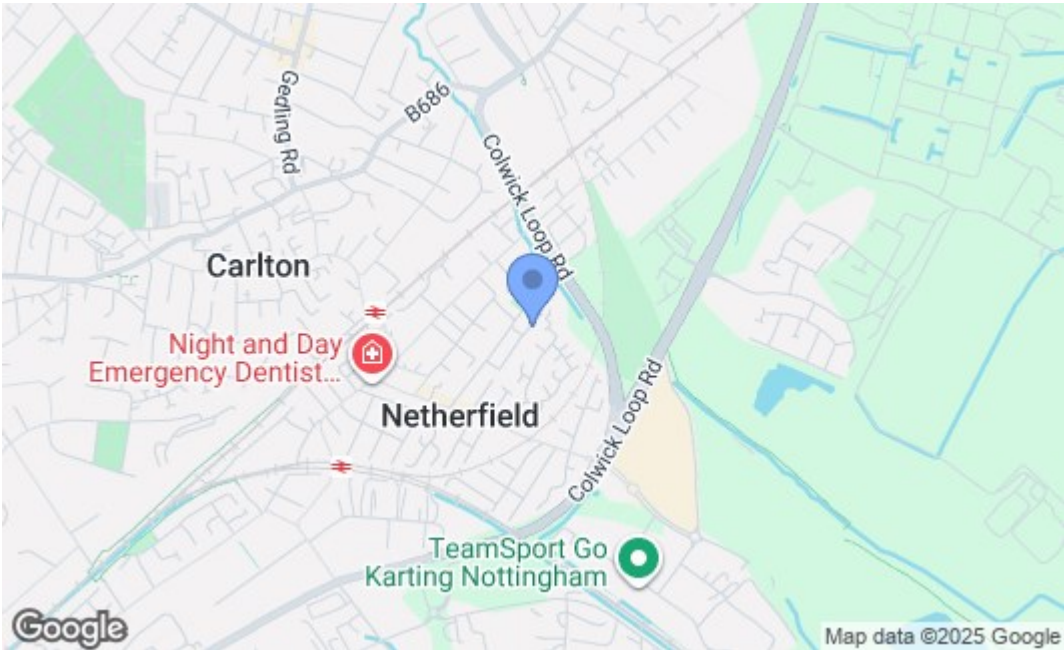 Gedling Rd
B686
Colwick Loop Rd
Carlton
Night and Day
Emergency Dentist...
Netherfield
Colwick Loop Rd
TeamSport Go
Karting Nottingham
Google
Map data ©2025 Google